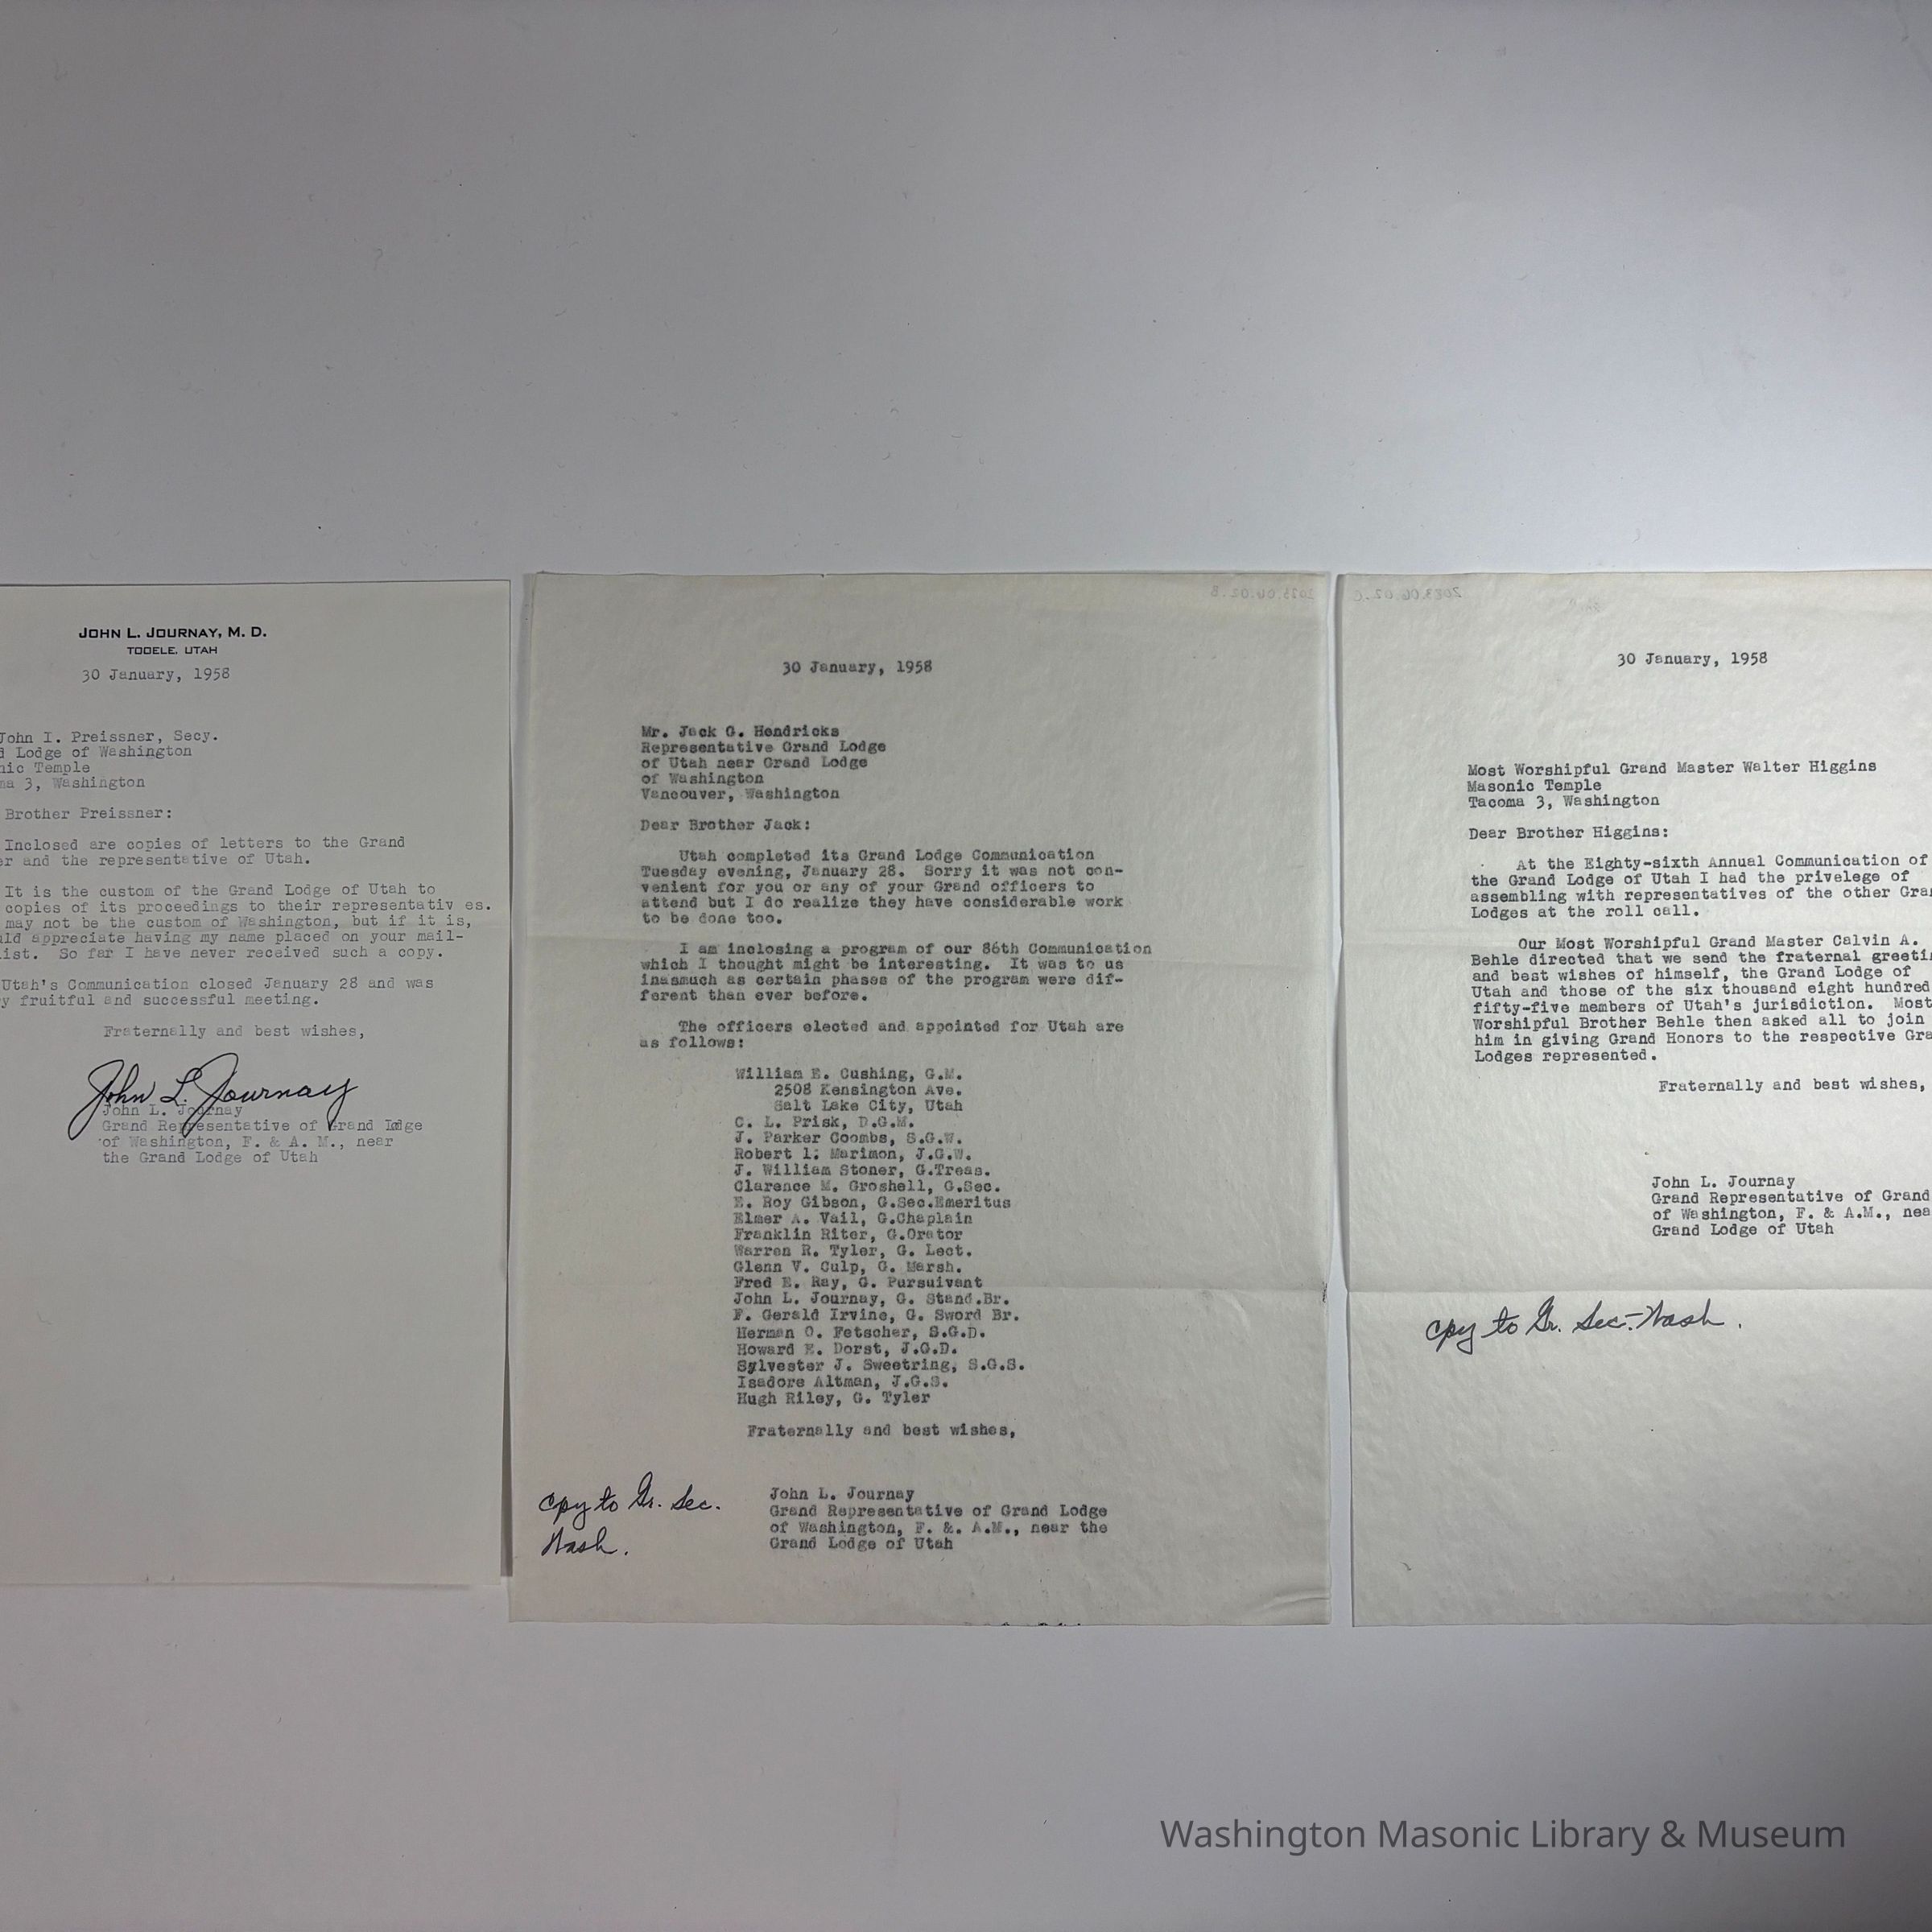 JOHN L. JOURNAY, M. D.
TOOELE, UTAH
30 January, 1958
John I. Preissner, Secy.
Lodge of Washington
Temple
3, Washington
Brother Preissner:
Inclosed are copies of letters to the Grand
and the representative of Utah.
It is the custom of the Grand Lodge of Utah to
copies of its proceedings to their representativ es.
may not be the custom of Washington, but if it is,
appreciate having my name placed on your mail-
So far I have never received such a copy.
Utah's Communication closed January 28 and was
fruitful and successful meeting.
Fraternally and best wishes,
John L. Journay
John L. Journay
Grand Representative of Grand Lodge
of Washington, F. & A. M., near
the Grand Lodge of Utah
30 January, 1958
Mr. Jack G. Hendricks
Representative Grand Lodge
of Utah near Grand Lodge
of Washington
Vancouver, Washington
Dear Brother Jack:
Utah completed its Grand Lodge Communication
Tuesday evening, January 28. Sorry it was not con-
venient for you or any of your Grand officers to
attend but I do realize they have considerable work
to be done too.
I am inclosing a program of our 86th Communication
which I thought might be interesting. It was to us
inasmuch as certain phases of the program were dif-
ferent than ever before.
The officers elected and appointed for Utah are
as follows:
William E. Cushing, G.M.
2508 Kensington Ave.
Salt Lake City, Utah
C. L. Prisk, D.G.M.
J. Parker Coombs, S.G.W.
Robert l: Marimon, J.G.W.
J. William Stoner, G.Treas.
Clarence M. Groshell, G.Sec.
E. Roy Gibson, G.Sec.Emeritus
Elmer A. Vail, G.Chaplain
Franklin Riter, G.Orator
Warren R. Tyler, G. Lect.
Glenn V. Culp, G. Marsh.
Fred E. Ray, G. Pursuivant
John L. Journay, G. Stand.Br.
F. Gerald Irvine, G. Sword Br.
Herman O. Fetscher, S.G.D.
Howard E. Dorst, J.G.D.
Sylvester J. Sweetring, S.G.S.
Isadore Altman, J.G.S.
Hugh Riley, G. Tyler
Fraternally and best wishes,
John L. Journay
Grand Representative of Grand Lodge
of Washington, F. &. A.M., near the
Grand Lodge of Utah
cpy to Gr. Sec.
Wash.
30 January, 1958
Most Worshipful Grand Master Walter Higgins
Masonic Temple
Tacoma 3, Washington
Dear Brother Higgins:
At the Eighty-sixth Annual Communication of
the Grand Lodge of Utah I had the privelege of
assembling with representatives of the other
Lodges at the roll call.
Our Most Worshipful Grand Master Calvin A.
Behle directed that we send the fraternal
and best wishes of himself, the Grand Lodge of
Utah and those of the six thousand eight hundred
fifty-five members of Utah's jurisdiction. Most
Worshipful Brother Behle then asked all to join
him in giving Grand Honors to the respective
Lodges represented.
Fraternally and best wishes,
John L. Journay
Grand Representative of Grand
of Washington, F. & A.M.,
Grand Lodge of Utah
cpy to Gr. Sec.-Wash.
Washington Masonic Library & Museum